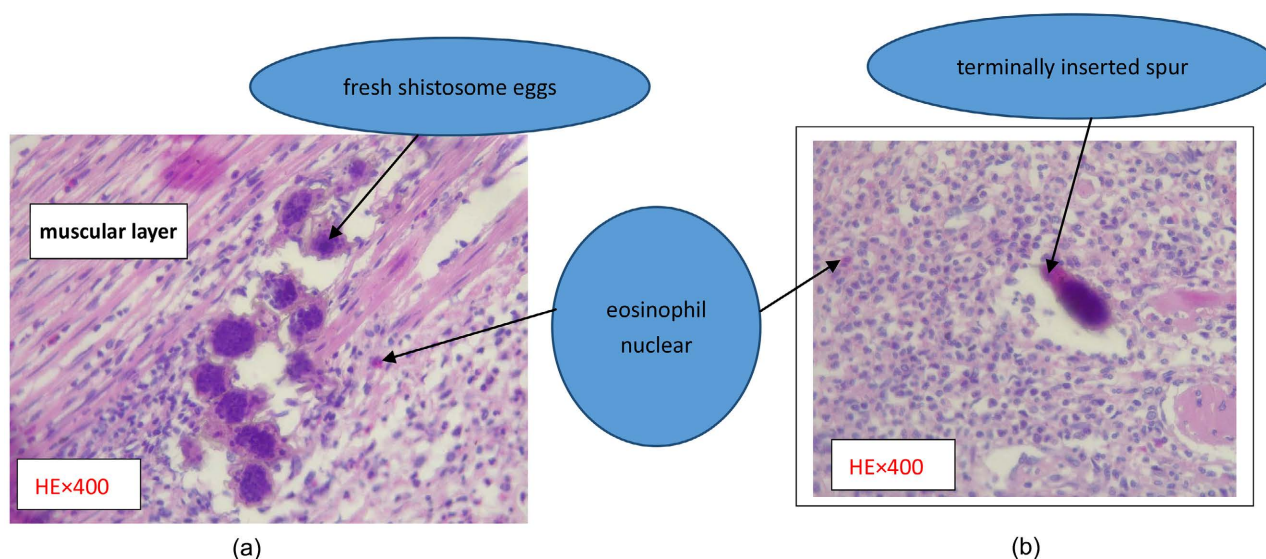 fresh shistosome eggs
terminally inserted spur
muscular layer
eosinophil
nuclear
HE×400
HE×400
(a)
(b)